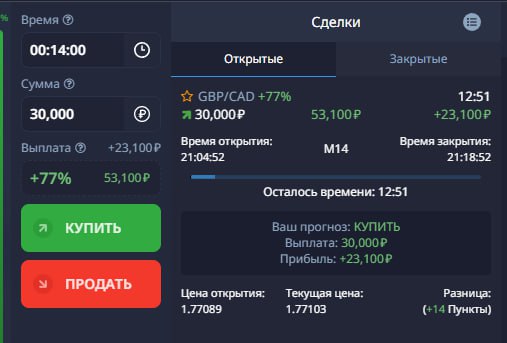 %
Время ?
00:14:00
Сумма ?
30,000 ₽
Выплата ? +23,100 ₽
+77% 53,100 ₽
КУПИТЬ
ПРОДАТЬ
Сделки
Открытые Закрытые
GBP/CAD +77% 12:51
30,000 ₽ 53,100 ₽ +23,100 ₽
Время открытия: Время закрытия:
21:04:52 M14 21:18:52
Осталось времени: 12:51
Ваш прогноз: КУПИТЬ
Выплата: 30,000 ₽
Прибыль: +23,100 ₽
Цена открытия: Текущая цена: Разница:
1.77089 1.77103 (+14 Пункты)